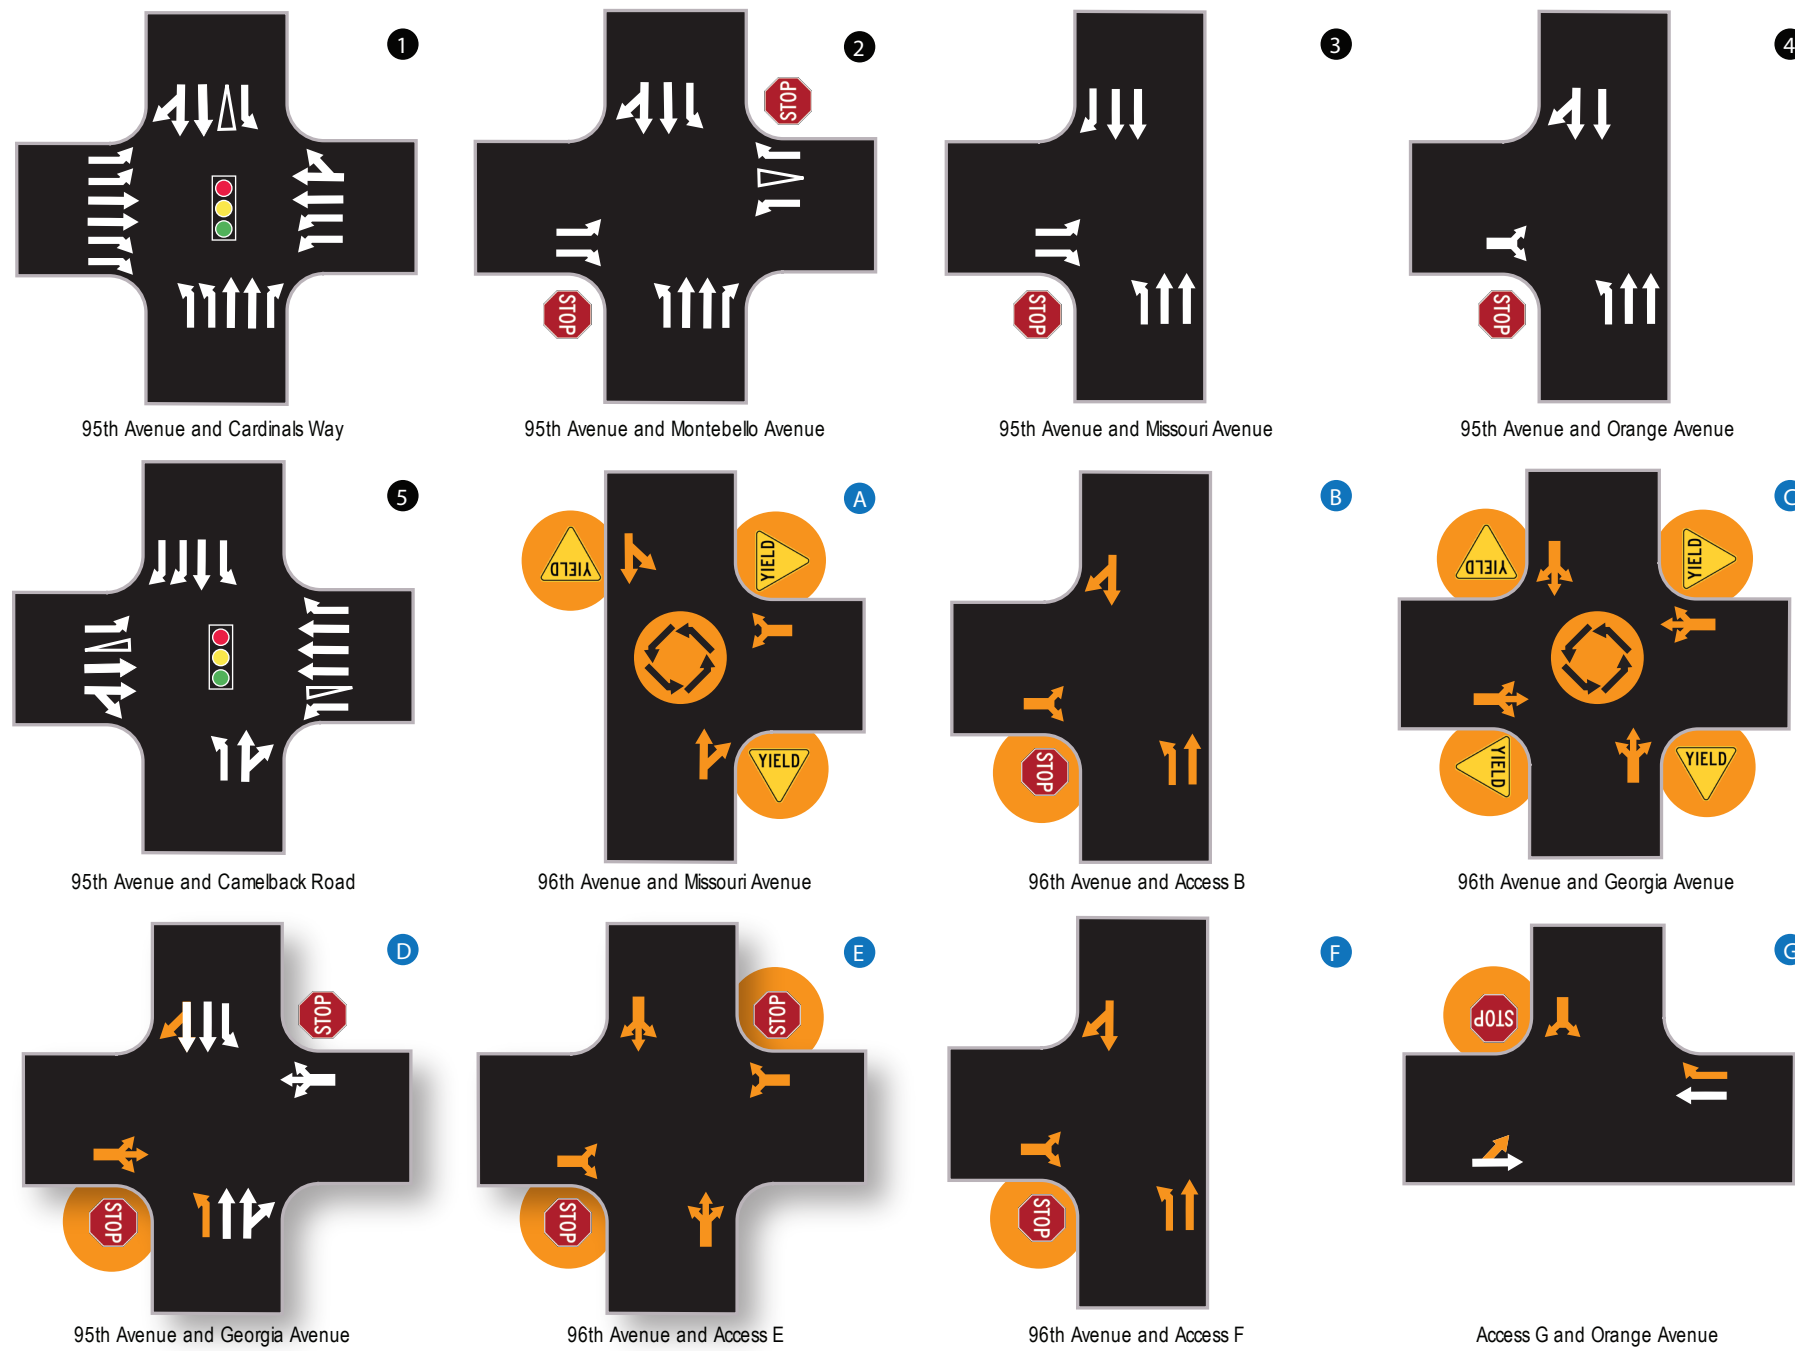 1
2
3
4
STOP
STOP
STOP
STOP
95th Avenue and Cardinals Way
95th Avenue and Montebello Avenue
95th Avenue and Missouri Avenue
95th Avenue and Orange Avenue
5
A
B
C
YIELD
YIELD
YIELD
YIELD
YIELD
STOP
YIELD
YIELD
95th Avenue and Camelback Road
96th Avenue and Missouri Avenue
96th Avenue and Access B
96th Avenue and Georgia Avenue
D
E
F
G
STOP
STOP
STOP
STOP
STOP
STOP
95th Avenue and Georgia Avenue
96th Avenue and Access E
96th Avenue and Access F
Access G and Orange Avenue